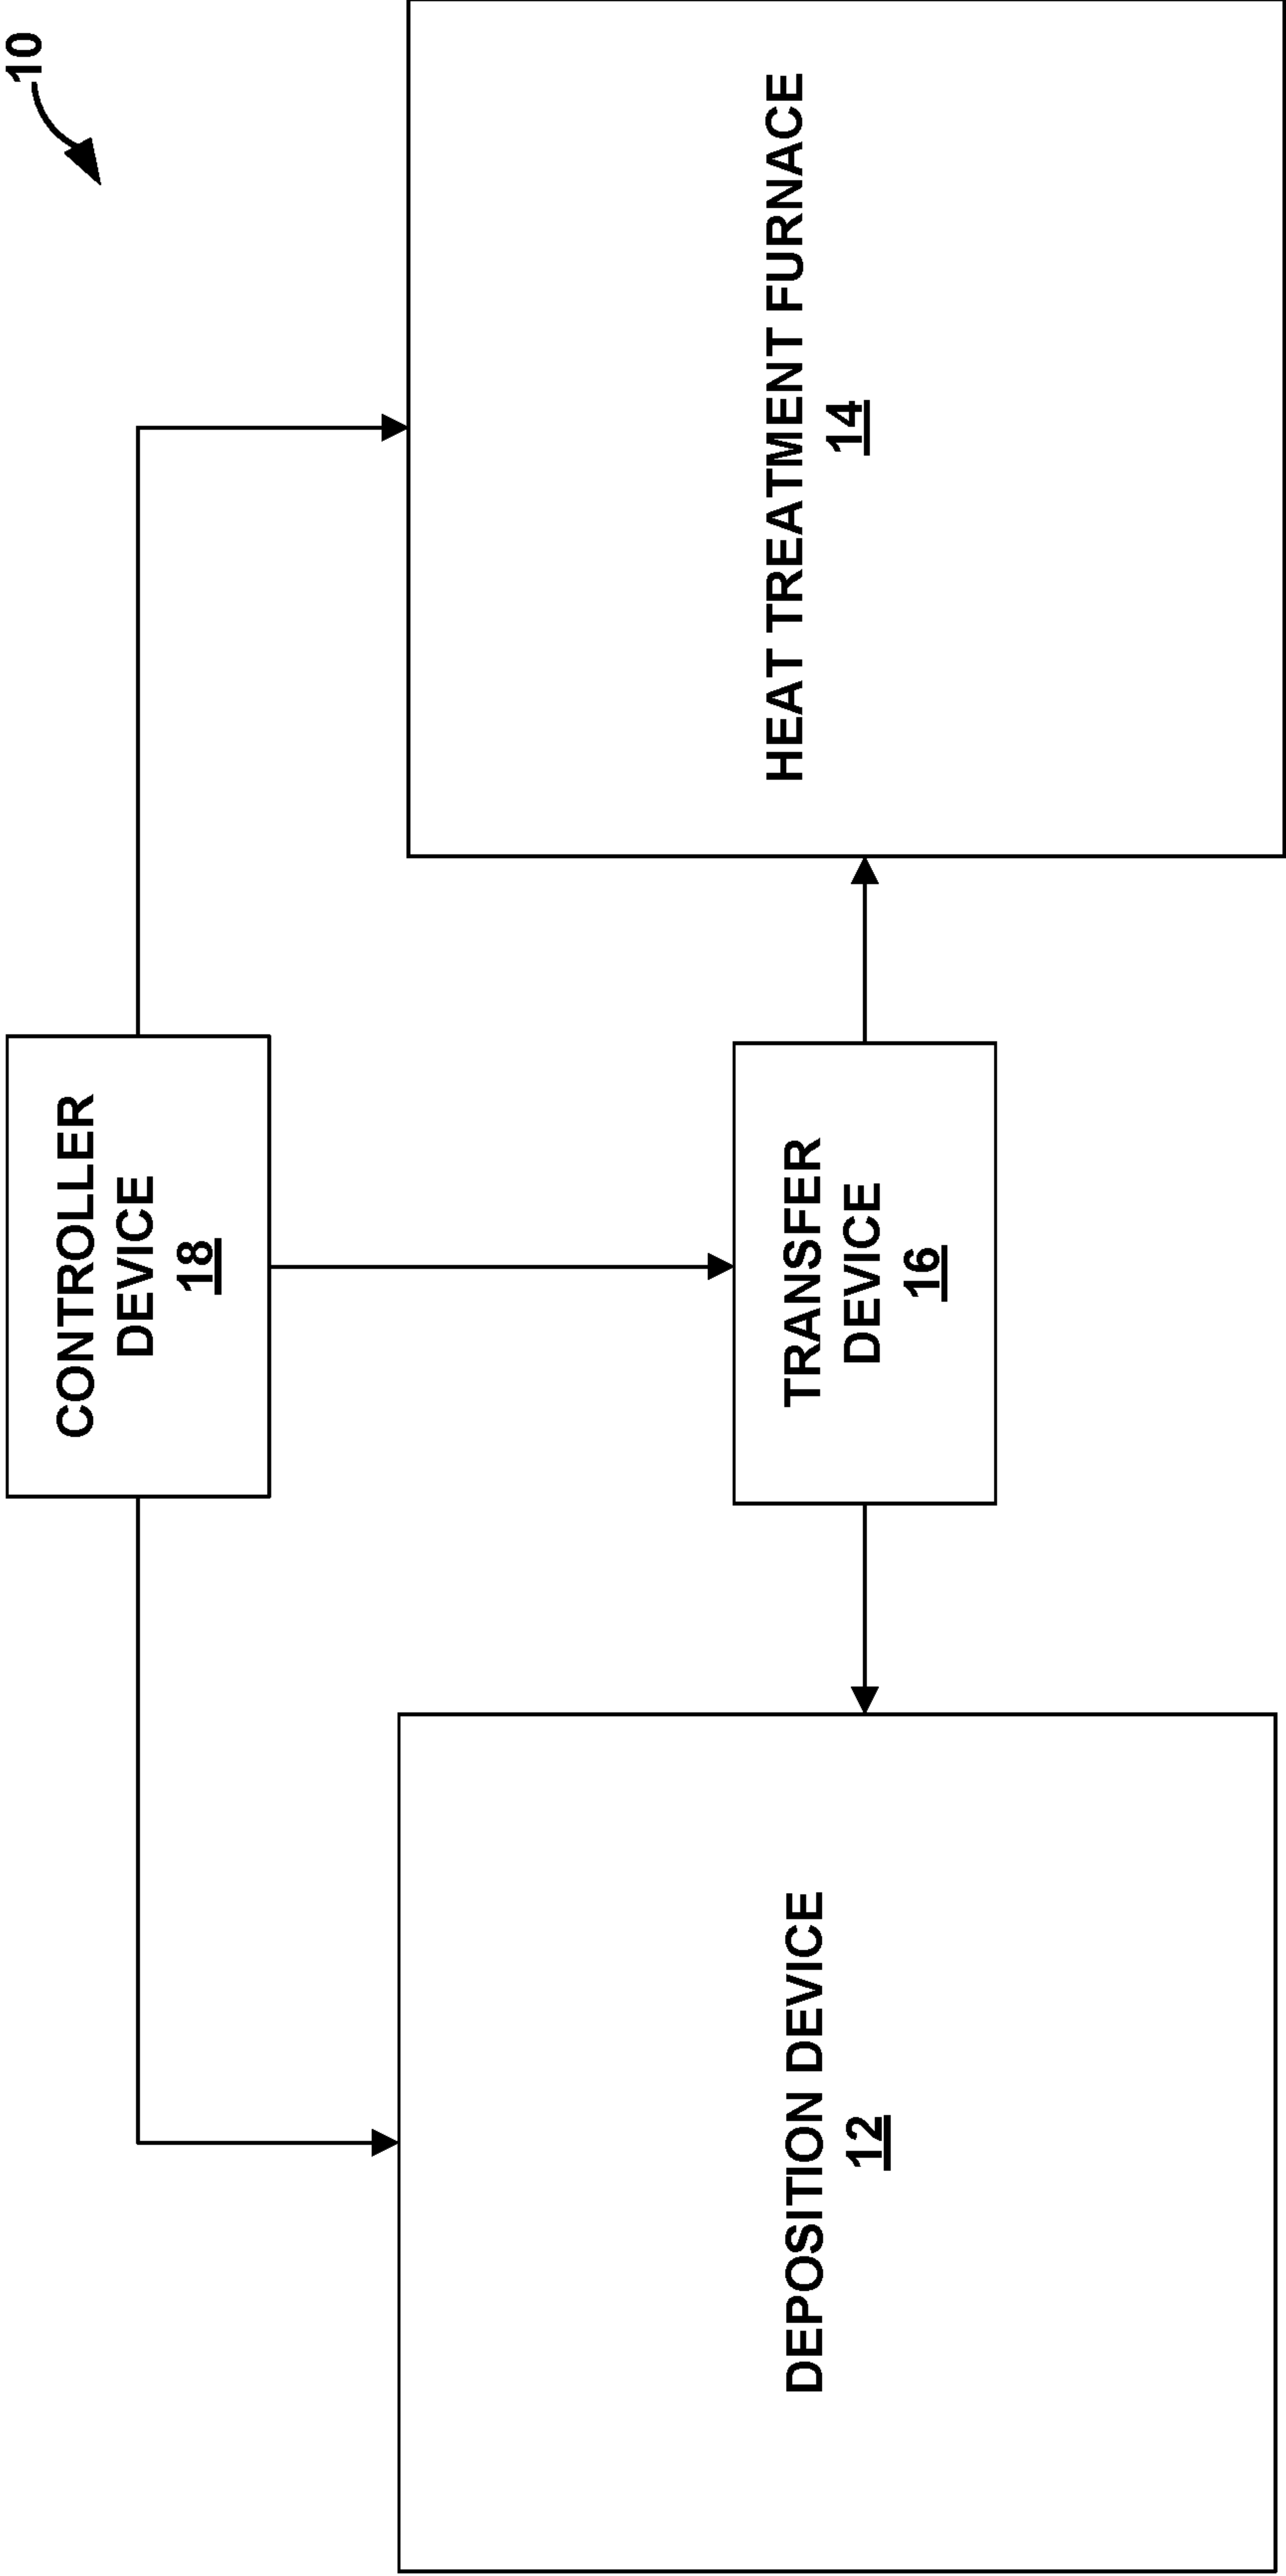 10
CONTROLLER
DEVICE
18
DEPOSITION DEVICE
12
TRANSFER
DEVICE
16
HEAT TREATMENT FURNACE
14